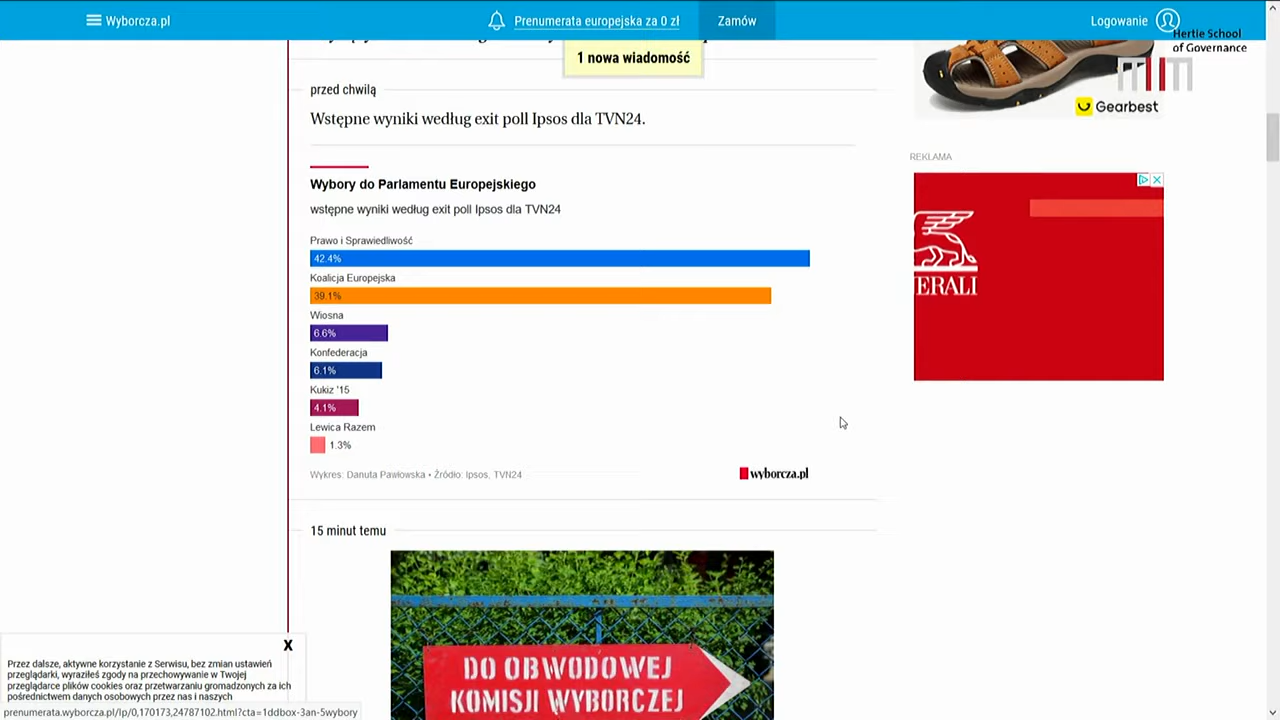 Wyborcza.pl
Prenumerata europejska za 0 zł
Zamów
Logowanie
Hertie School
of Governance
1 nowa wiadomość
przed chwilą
Wstępne wyniki według exit poll Ipsos dla TVN24.
Gearbest
REKLAMA
Wybory do Parlamentu Europejskiego
wstępne wyniki według exit poll Ipsos dla TVN24
Prawo i Sprawiedliwość
42.4%
Koalicja Europejska
39.1%
Wiosna
6.6%
Konfederacja
6.1%
Kukiz '15
4.1%
Lewica Razem
1.3%
ERALI
Wykres: Danuta Pawłowska • Źródło: Ipsos, TVN24
wyborcza.pl
15 minut temu
DO OBWODOWEJ
KOMISJI WYBORCZEJ
X
Przez dalsze, aktywne korzystanie z Serwisu, bez zmian ustawień
przeglądarki, wyraziłeś zgody na przechowywanie w Twojej
przeglądarce plików cookies oraz przetwarzaniu gromadzonych za ich
pośrednictwem danych osobowych przez nas i naszych
prenumerata.wyborcza.pl/lp/0,170173,24787102.html?cta=1ddbox-3an-5wybory